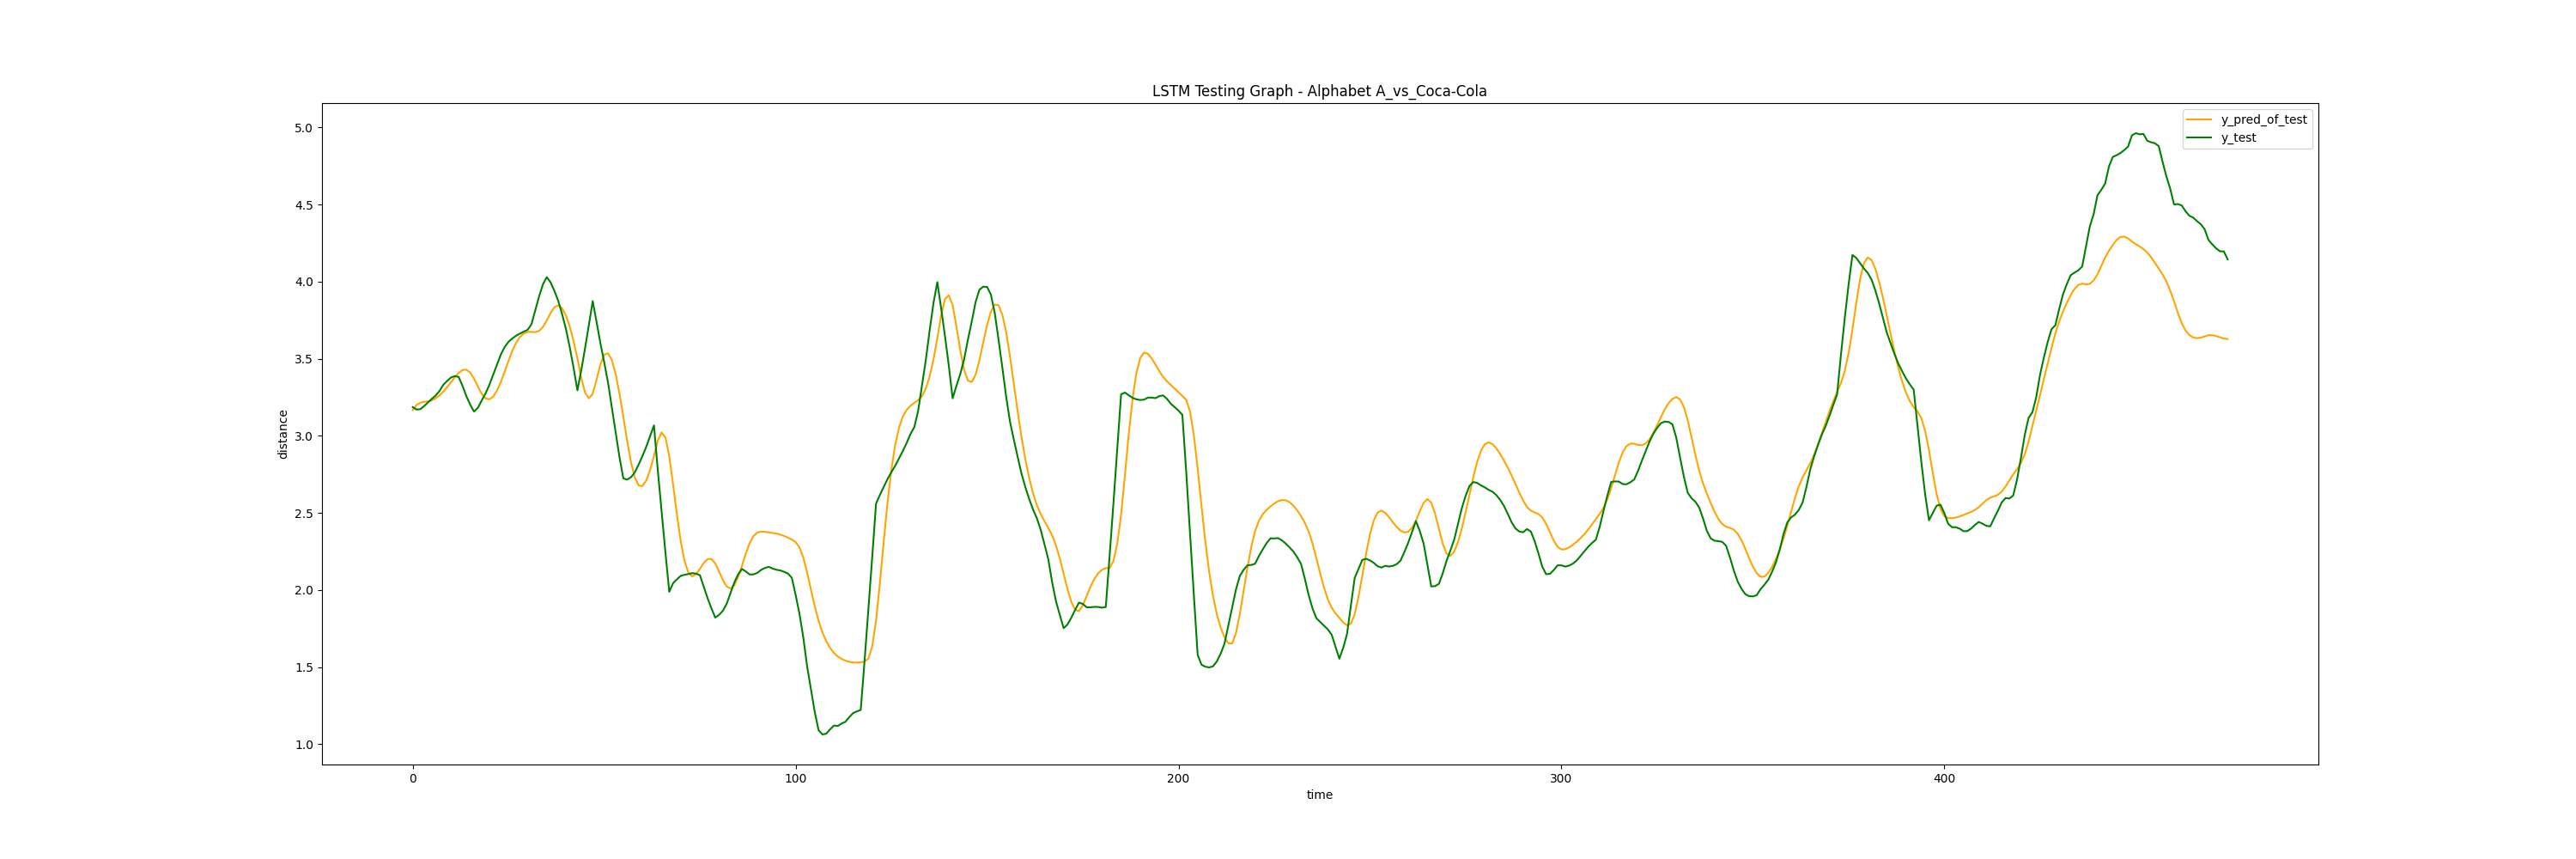 LSTM Testing Graph - Alphabet A_vs_Coca-Cola
y_pred_of_test
y_test
5.0
4.5
4.0
3.5
3.0
2.5
2.0
1.5
1.0
distance
0 100 200 300 400
time